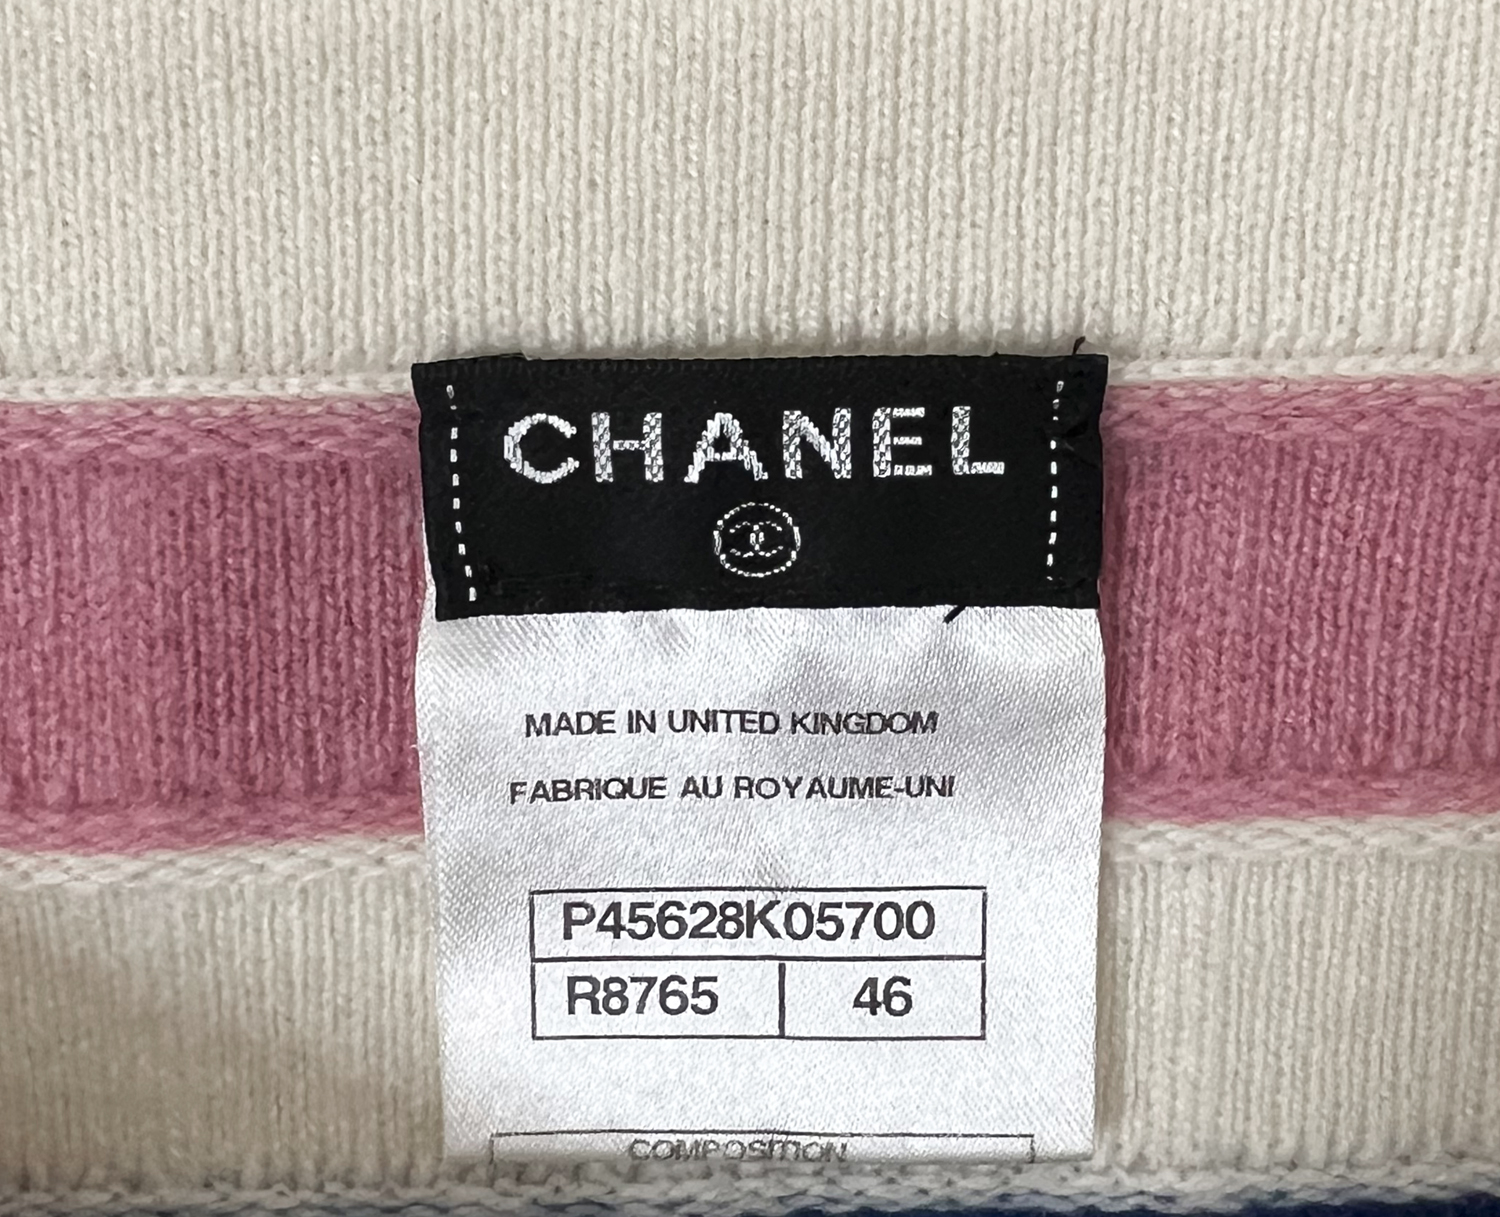 CHANEL
MADE IN UNITED KINGDOM
FABRIQUE AU ROYAUME-UNI
P45628K05700
R8765 46
COMPOSITION